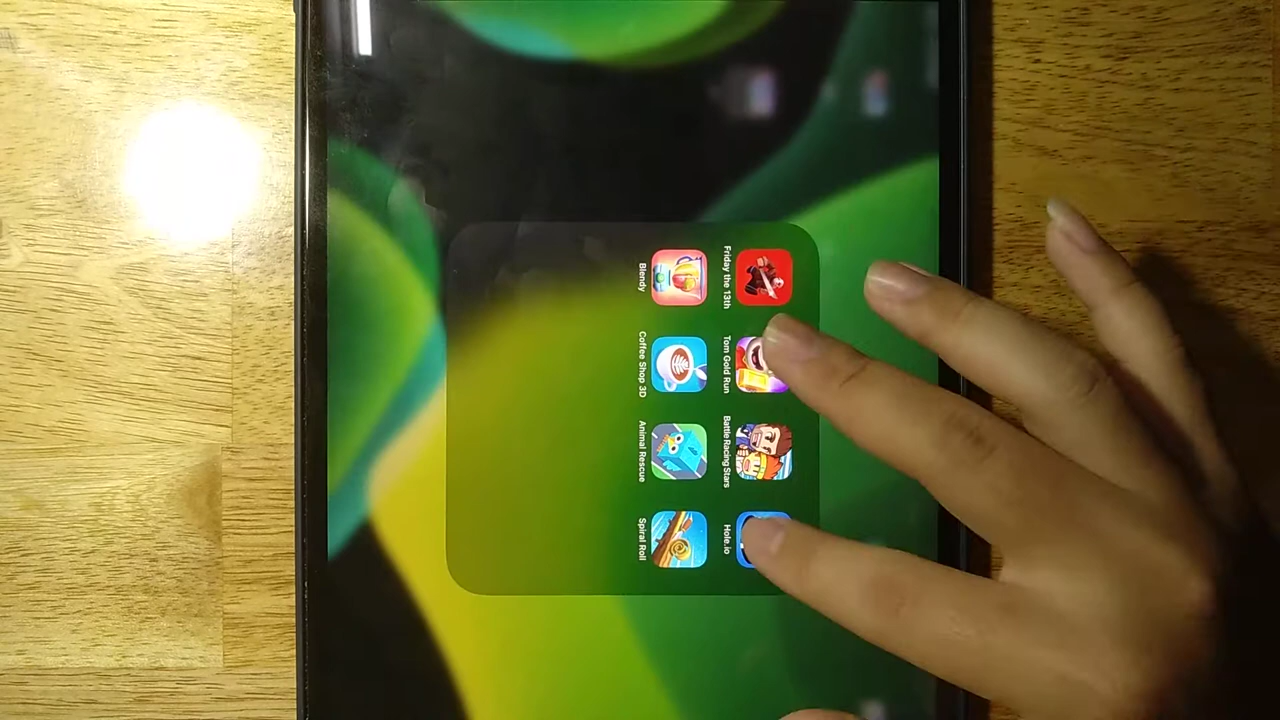 Friday the 13th
Tom Gold Run
Battle Racing Stars
Hole.io
Blendy
Coffee Shop 3D
Animal Rescue
Spiral Roll